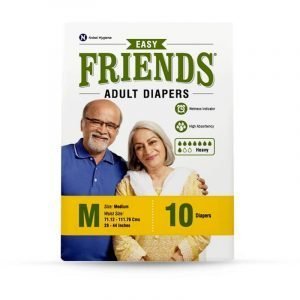 Nobel Hygiene
EASY
FRIENDS®
ADULT DIAPERS
Wetness Indicator
High Absorbency
Heavy
M
Size: Medium
Waist Size:
71.12 - 111.76 Cms
28 - 44 Inches
10
Diapers